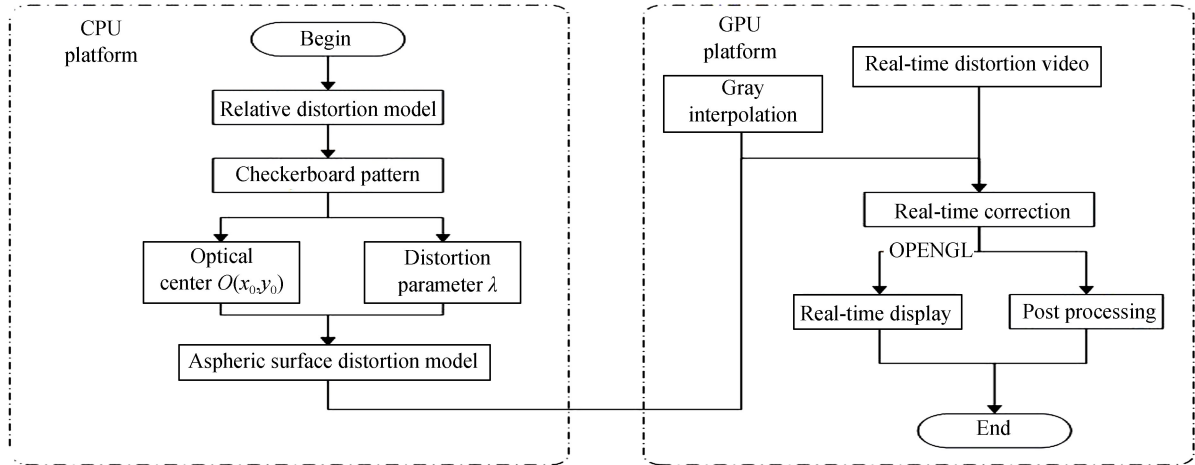 CPU
platform
Begin
Relative distortion model
Checkerboard pattern
Optical
center O(x₀,y₀)
Distortion
parameter λ
Aspheric surface distortion model
GPU
platform
Gray
interpolation
Real-time distortion video
Real-time correction
OPENGL
Real-time display
Post processing
End